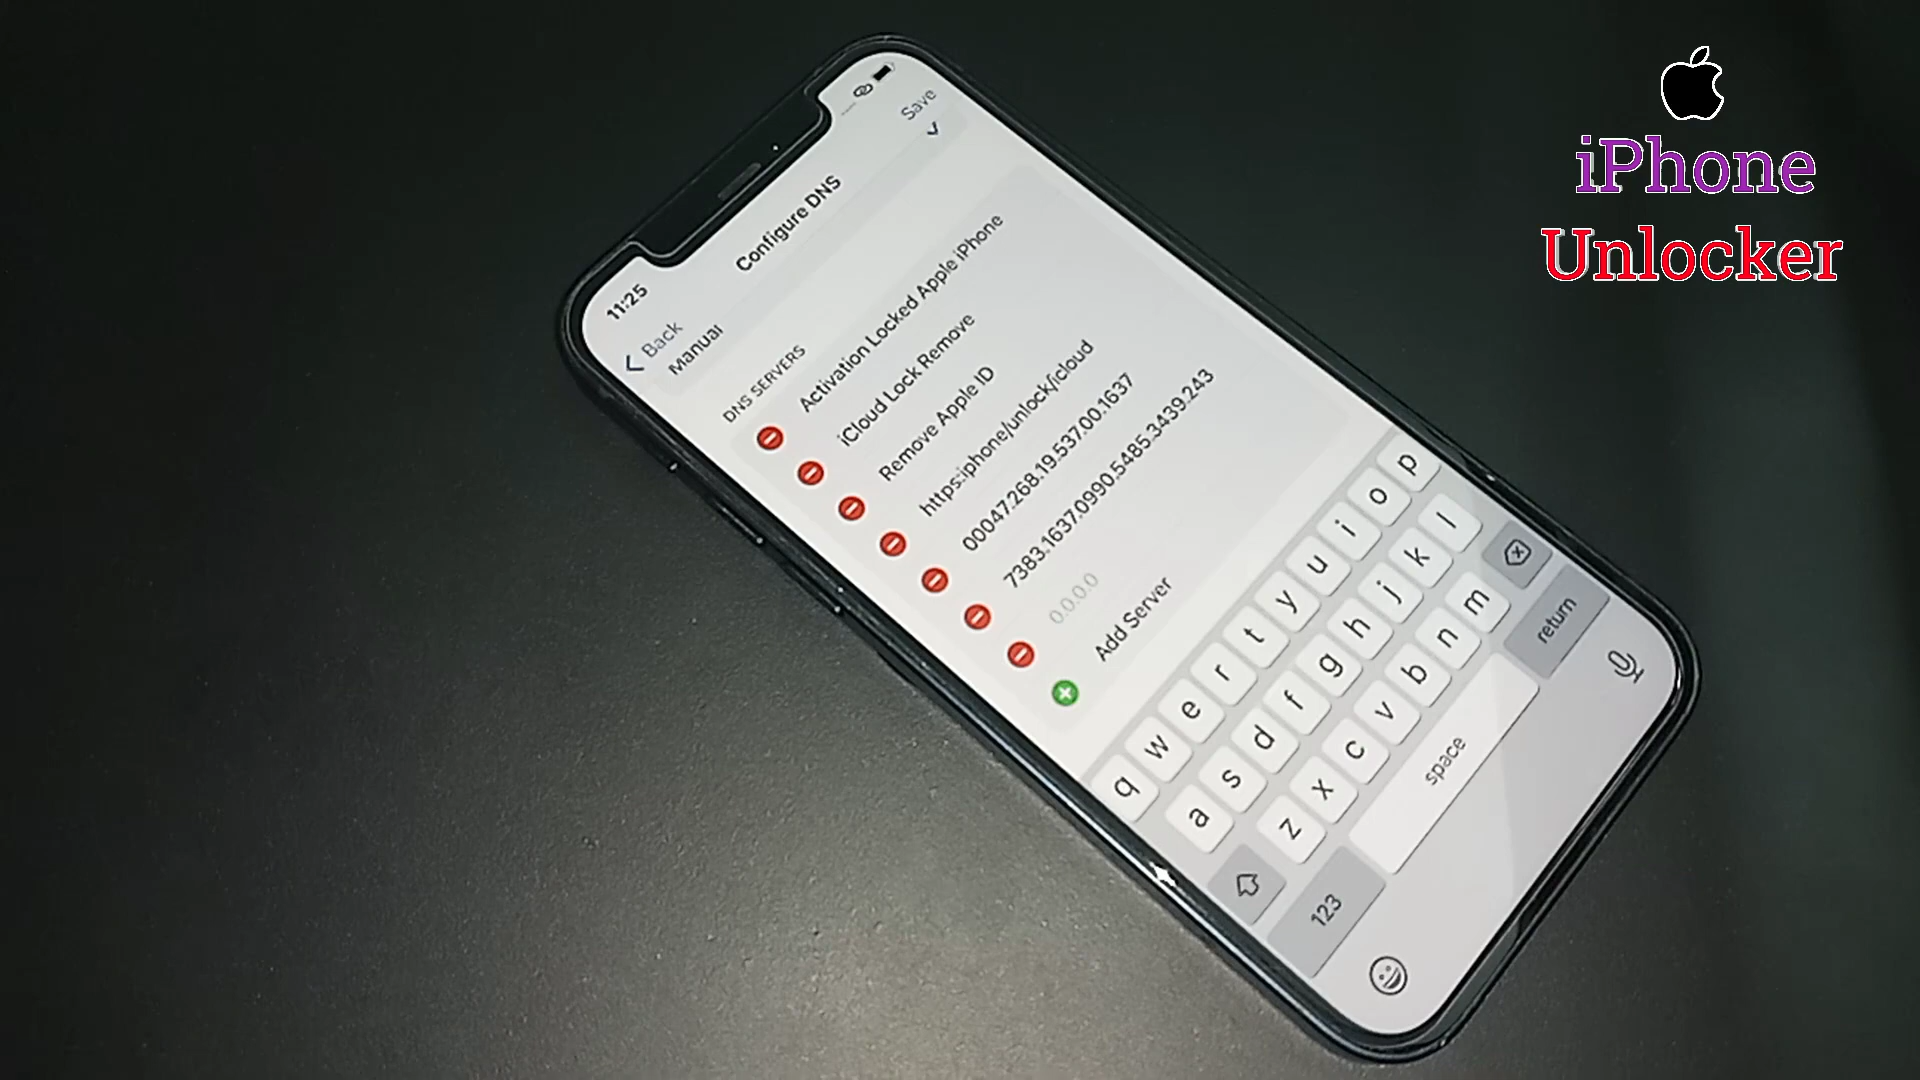 11:25
Back
Configure DNS
Save
Manual
DNS SERVERS
Activation Locked Apple iPhone
iCloud Lock Remove
Remove Apple ID
https:iphone/unlock/icloud
00047.268.19.537.00.1637
7383.1637.0990.5485.3439.243
0.0.0.0
Add Server
q w e r t y u i o p
a s d f g h j k l
z x c v b n m
123
space
return
iPhone
Unlocker